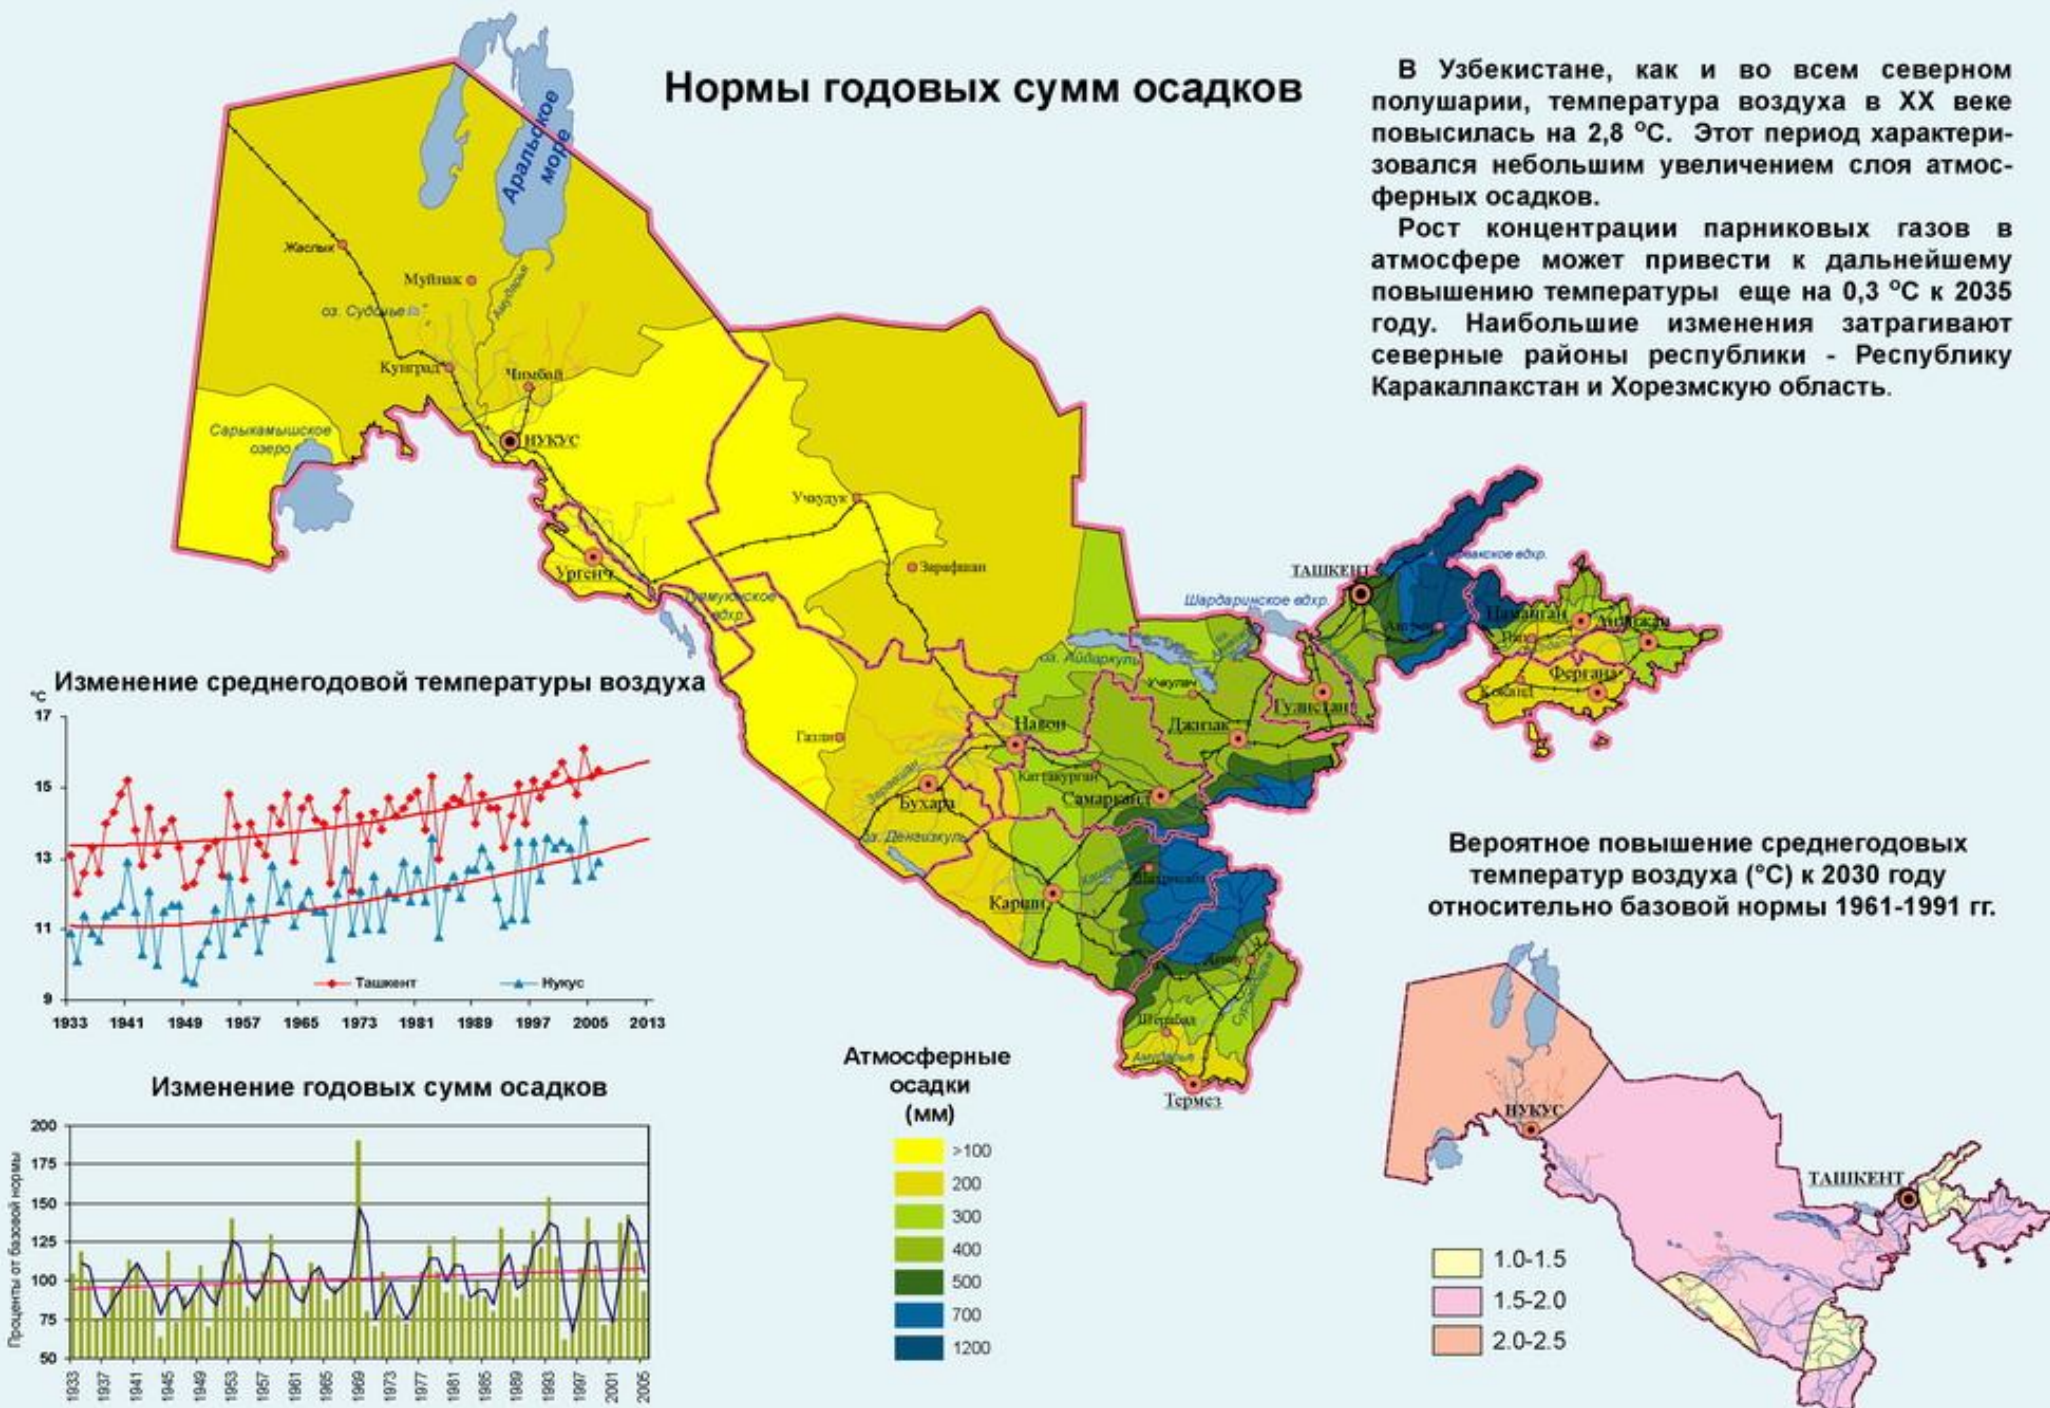 Нормы годовых сумм осадков
В Узбекистане, как и во всем северном
полушарии, температура воздуха в XX веке
повысилась на 2,8 °C. Этот период характери-
зовался небольшим увеличением слоя атмос-
ферных осадков.
Рост концентрации парниковых газов в
атмосфере может привести к дальнейшему
повышению температуры еще на 0,3 °C к 2035
году. Наибольшие изменения затрагивают
северные районы республики - Республику
Каракалпакстан и Хорезмскую область.
Аральское
море
Жаслык
Муйнак
Амударья
оз. Судочье
Кунград
Чимбай
Сарыкамышское
озеро
НУКУС
Учкудук
Зарафшан
Ургенч
вдхр.
ТАШКЕНТ
Шардаринское вдхр.
Наманган
Андижан
Фергана
Коканд
оз. Айдаркуль
Учкулач
Гулистан
Джизак
Навои
Газли
Каттакурган
Зарафшан
Бухара
Самарканд
оз. Денгизкуль
Шахрисабз
Карши
Денау
Шерабад
Амударья
Термез
Изменение среднегодовой температуры воздуха
°C
17
15
13
11
9
Ташкент
Нукус
1933 1941 1949 1957 1965 1973 1981 1989 1997 2005 2013
Изменение годовых сумм осадков
Проценты от базовой нормы
200
175
150
125
100
75
50
1933 1937 1941 1945 1949 1953 1957 1961 1965 1969 1973 1977 1981 1985 1989 1993 1997 2001 2005
Атмосферные
осадки
(мм)
>100
200
300
400
500
700
1200
Вероятное повышение среднегодовых
температур воздуха (°C) к 2030 году
относительно базовой нормы 1961-1991 гг.
НУКУС
ТАШКЕНТ
1.0-1.5
1.5-2.0
2.0-2.5